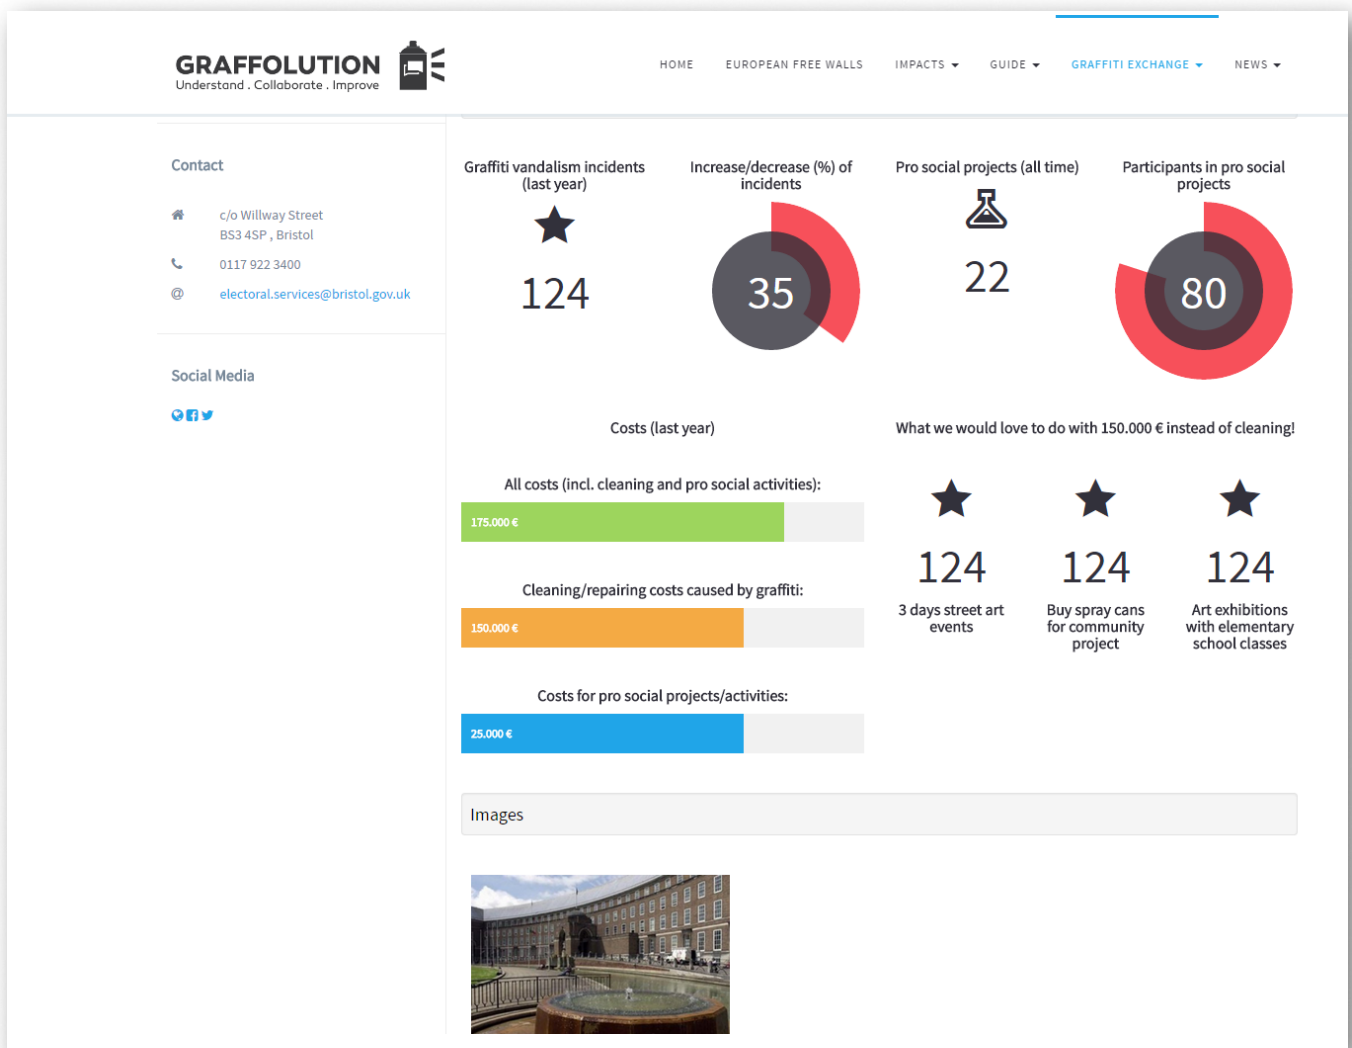 GRAFFOLUTION
Understand . Collaborate . Improve
HOME
EUROPEAN FREE WALLS
IMPACTS
GUIDE
GRAFFITI EXCHANGE
NEWS
Contact
c/o Willway Street
BS3 4SP , Bristol
0117 922 3400
@
electoral.services@bristol.gov.uk
Social Media
Graffiti vandalism incidents
(last year)
124
Increase/decrease (%) of
incidents
35
Pro social projects (all time)
22
Participants in pro social
projects
80
Costs (last year)
All costs (incl. cleaning and pro social activities):
175.000 €
Cleaning/repairing costs caused by graffiti:
150.000 €
Costs for pro social projects/activities:
25.000 €
What we would love to do with 150.000 € instead of cleaning!
124
3 days street art
events
124
Buy spray cans
for community
project
124
Art exhibitions
with elementary
school classes
Images